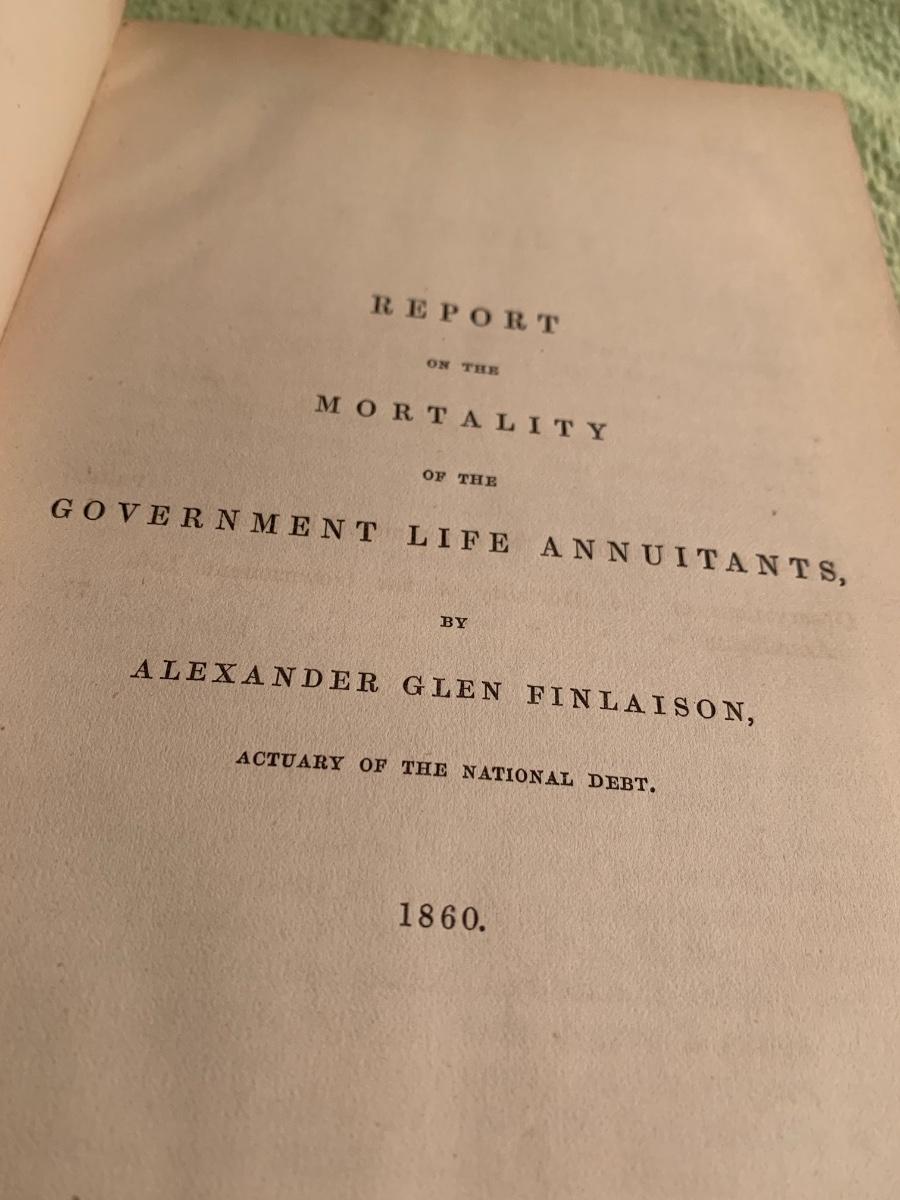 REPORT
ON THE
MORTALITY
OF THE
GOVERNMENT LIFE ANNUITANTS,
BY
ALEXANDER GLEN FINLAISON,
ACTUARY OF THE NATIONAL DEBT.
1860.